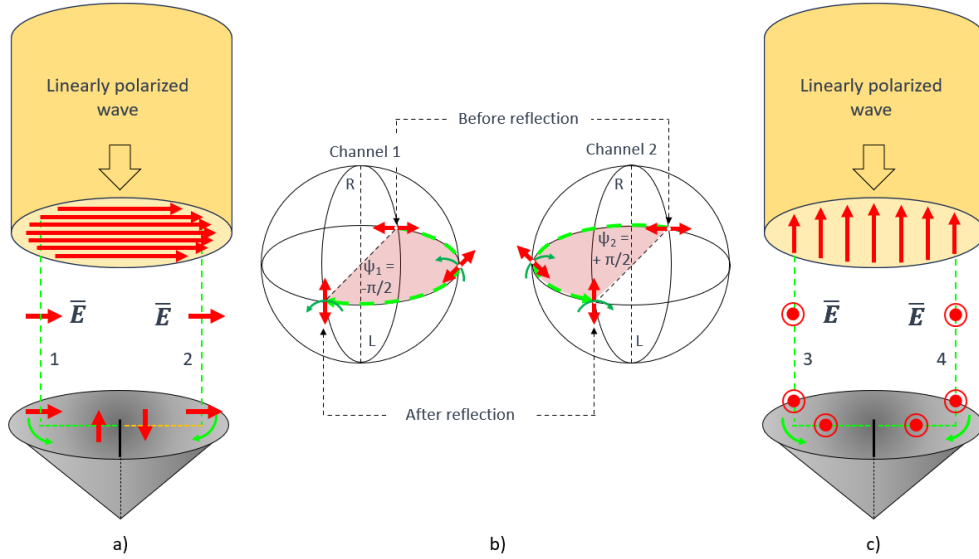 Linearly polarized
wave
E̅
E̅
1
2
a)
Before reflection
Channel 1
Channel 2
R
R
Ψ₁ =
-π/2
Ψ₂ =
+ π/2
L
L
After reflection
b)
Linearly polarized
wave
E̅
E̅
3
4
c)